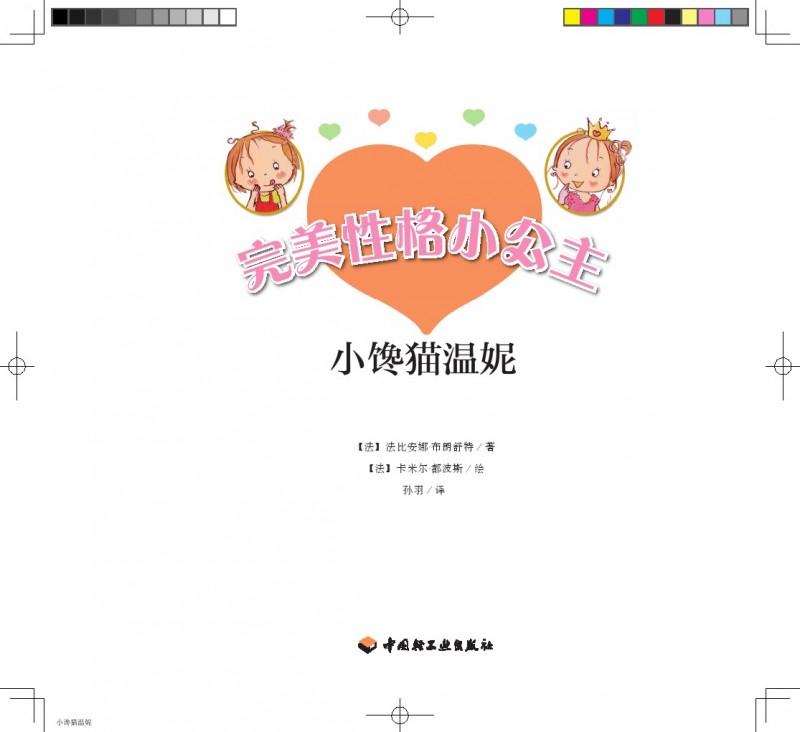 完美性格小公主
小馋猫温妮
【法】法比安娜·布朗舒特／著
【法】卡米尔·都波斯／绘
孙羽／译
中国轻工业出版社
小馋猫温妮